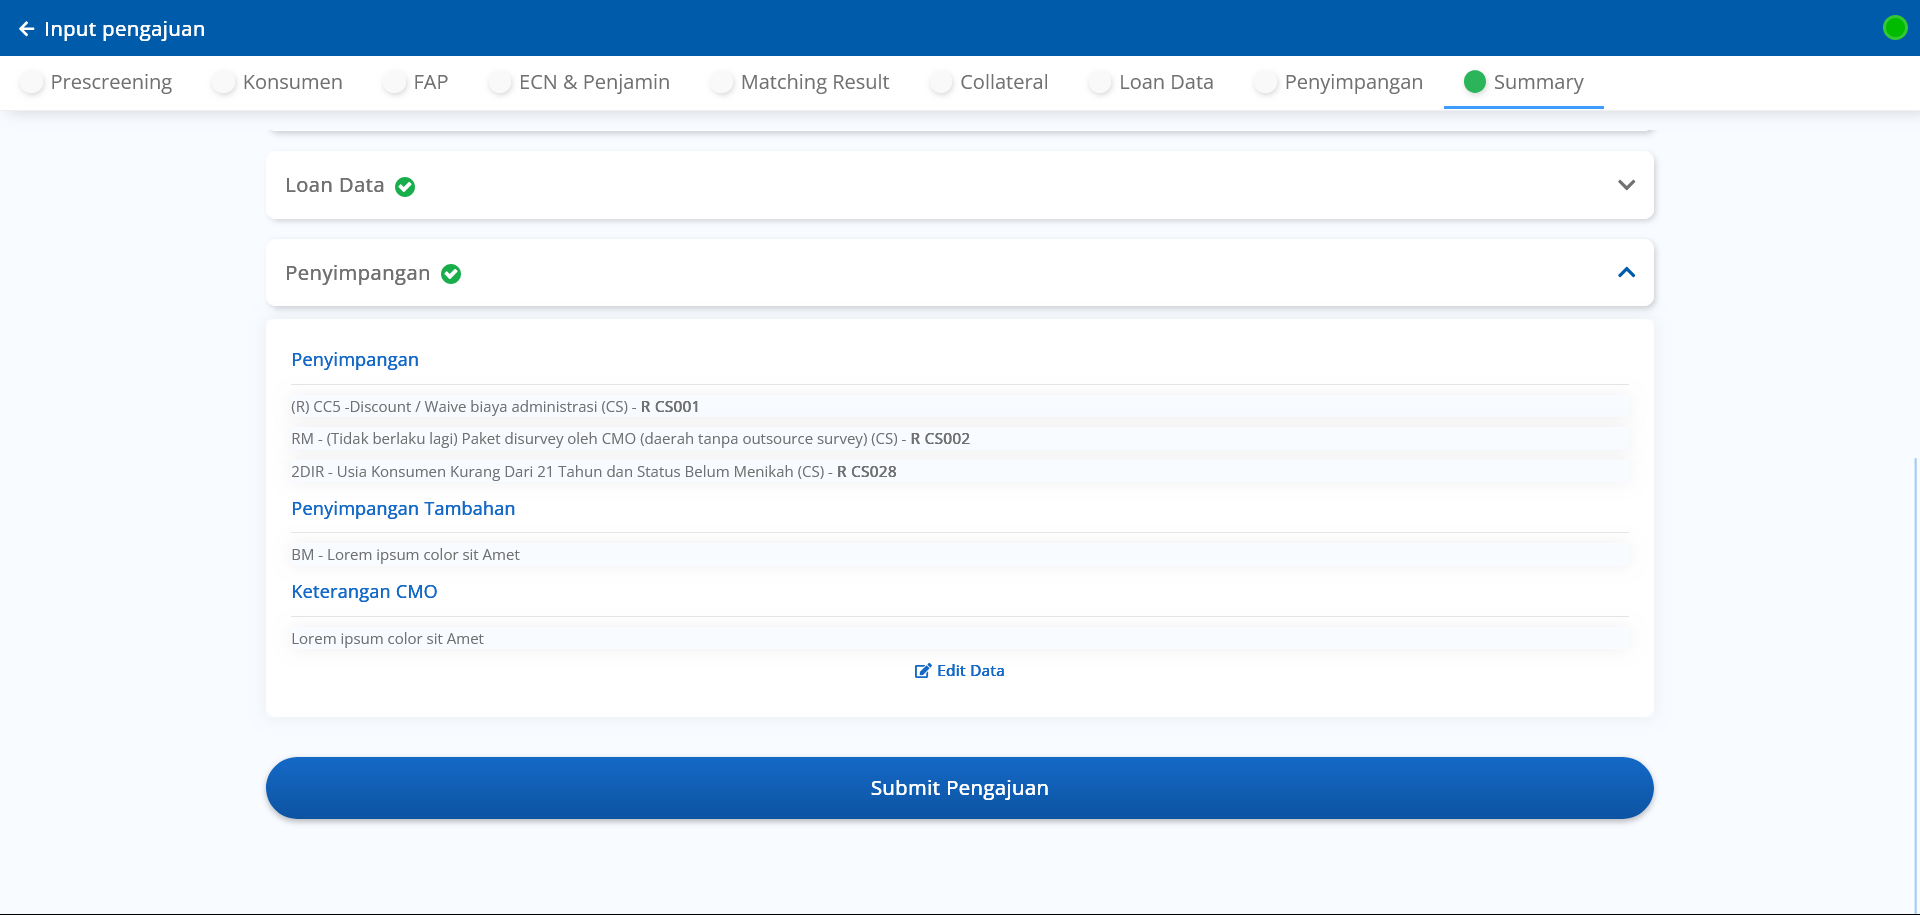 Input pengajuan
Prescreening Konsumen FAP ECN & Penjamin Matching Result Collateral Loan Data Penyimpangan Summary
Loan Data
Penyimpangan
Penyimpangan
(R) CC5 -Discount / Waive biaya administrasi (CS) - R CS001
RM - (Tidak berlaku lagi) Paket disurvey oleh CMO (daerah tanpa outsource survey) (CS) - R CS002
2DIR - Usia Konsumen Kurang Dari 21 Tahun dan Status Belum Menikah (CS) - R CS028
Penyimpangan Tambahan
BM - Lorem ipsum color sit Amet
Keterangan CMO
Lorem ipsum color sit Amet
Edit Data
Submit Pengajuan